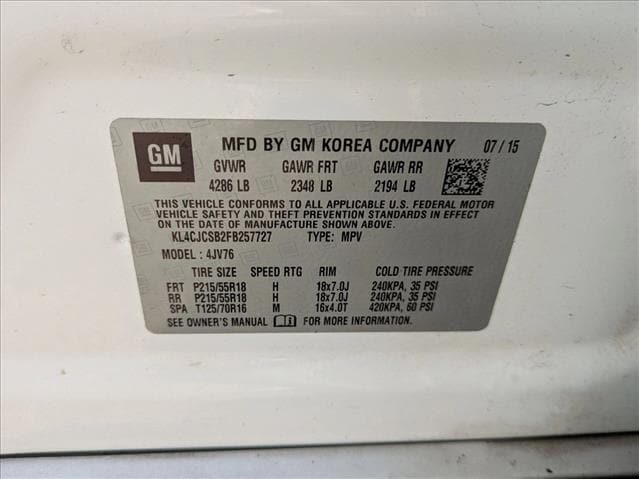 GM MFD BY GM KOREA COMPANY 07/15
GVWR GAWR FRT GAWR RR
4286 LB 2348 LB 2194 LB
THIS VEHICLE CONFORMS TO ALL APPLICABLE U.S. FEDERAL MOTOR
VEHICLE SAFETY AND THEFT PREVENTION STANDARDS IN
EFFECT ON THE DATE OF MANUFACTURE SHOWN ABOVE.
KL4CJCSB2FB257727 TYPE: MPV
MODEL : 4JV76
TIRE SIZE SPEED RTG RIM COLD TIRE PRESSURE
FRT P215/55R18 H 18x7.0J 240KPA, 35 PSI
RR P215/55R18 H 18x7.0J 240KPA, 35 PSI
SPA T125/70R16 M 16x4.0T 420KPA, 60 PSI
SEE OWNER'S MANUAL FOR MORE INFORMATION.